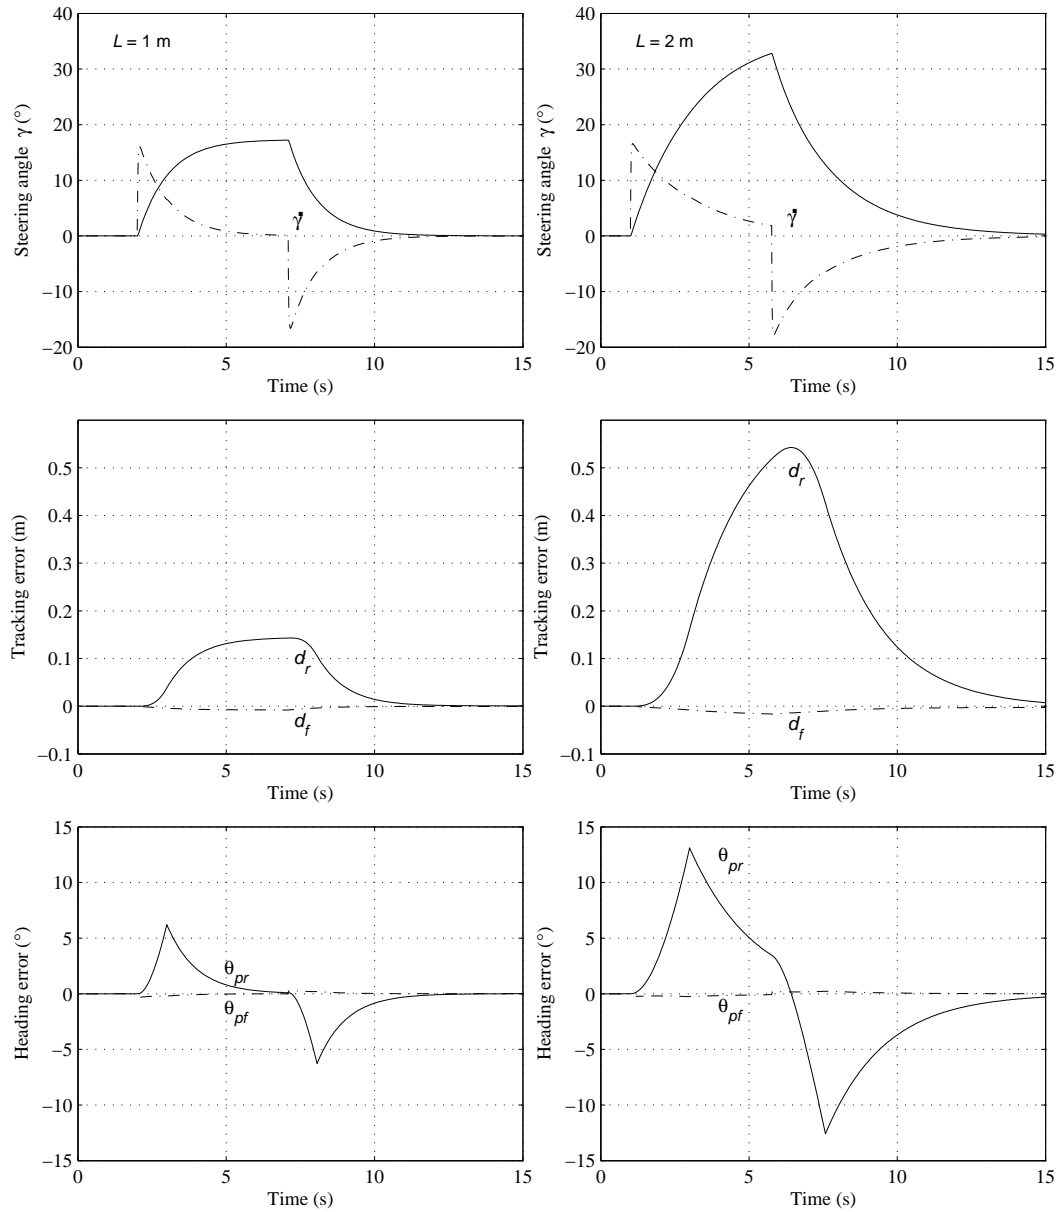 Steering angle γ (°)
40
30
20
10
0
−10
−20
L = 1 m
γ̇
0
5
10
15
Time (s)
Steering angle γ (°)
40
30
20
10
0
−10
−20
L = 2 m
γ̇
0
5
10
15
Time (s)
Tracking error (m)
0.5
0.4
0.3
0.2
0.1
0
−0.1
d_r
d_f
0
5
10
15
Time (s)
Tracking error (m)
0.5
0.4
0.3
0.2
0.1
0
−0.1
d_r
d_f
0
5
10
15
Time (s)
Heading error (°)
15
10
5
0
−5
−10
−15
θ_pr
θ_pf
0
5
10
15
Time (s)
Heading error (°)
15
10
5
0
−5
−10
−15
θ_pr
θ_pf
0
5
10
15
Time (s)